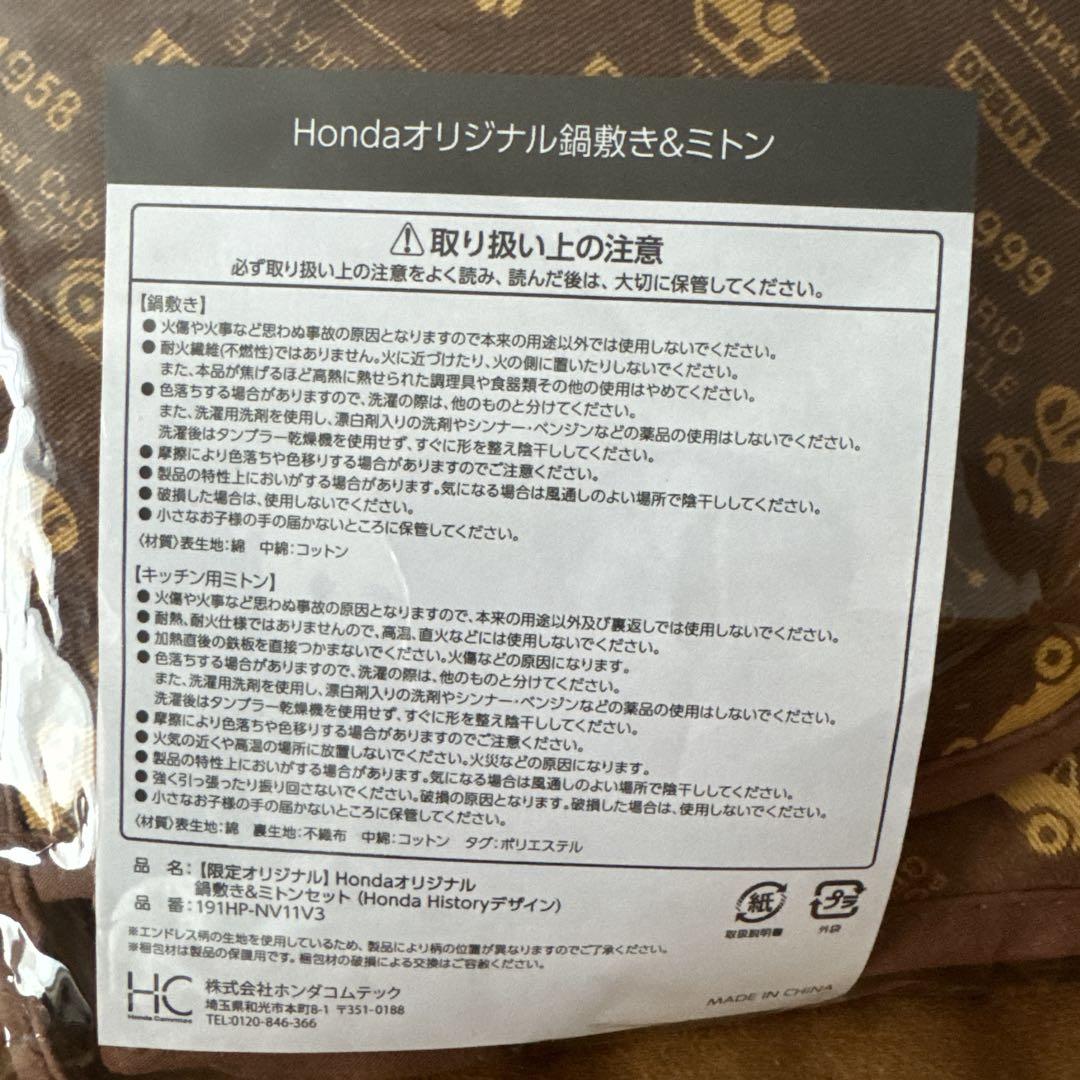 Hondaオリジナル鍋敷き&ミトン
取り扱い上の注意
必ず取り扱い上の注意をよく読み、読んだ後は、大切に保管してください。
【鍋敷き】
● 火傷や火事など思わぬ事故の原因となりますので本来の用途以外では使用しないでください。
● 耐火繊維(不燃性)ではありません。火に近づけたり、火の側に置いたりしないでください。
また、本品が焦げるほど高熱に熱せられた調理具や食器類その他の使用はやめてください。
● 色落ちする場合がありますので、洗濯の際は、他のものと分けてください。
また、洗濯用洗剤を使用し、漂白剤入りの洗剤やシンナー・ベンジンなどの薬品の使用はしないでください。
洗濯後はタンブラー乾燥機を使用せず、すぐに形を整え陰干ししてください。
● 摩擦により色落ちや色移りする場合がありますのでご注意ください。
● 製品の特性上においがする場合があります。気になる場合は風通しのよい場所で陰干ししてください。
● 破損した場合は、使用しないでください。
● 小さなお子様の手の届かないところに保管してください。
〈材質〉表生地：綿 中綿：コットン
【キッチン用ミトン】
● 火傷や火事など思わぬ事故の原因となりますので、本来の用途以外及び裏返しでは使用しないでください。
● 耐熱、耐火仕様ではありませんので、高温、直火などには使用しないでください。
● 加熱直後の鉄板を直接つかまないでください。火傷などの原因になります。
● 色落ちする場合がありますので、洗濯の際は、他のものと分けてください。
また、洗濯用洗剤を使用し、漂白剤入りの洗剤やシンナー・ベンジンなどの薬品の使用はしないでください。
洗濯後はタンブラー乾燥機を使用せず、すぐに形を整え陰干ししてください。
● 摩擦により色落ちや色移りする場合がありますのでご注意ください。
● 火気の近くや高温の場所に放置しないでください。火災などの原因になります。
● 製品の特性上においがする場合があります。気になる場合は風通しのよい場所で陰干ししてください。
● 強く引っ張ったり振り回さないでください。破損の原因となります。破損した場合は、使用しないでください。
● 小さなお子様の手の届かないところに保管してください。
〈材質〉表生地：綿 裏生地：不織布 中綿：コットン タグ：ポリエステル
品 名：【限定オリジナル】Hondaオリジナル
鍋敷き&ミトンセット（Honda Historyデザイン）
品 番：191HP-NV11V3
※エンドレス柄の生地を使用しているため、製品により柄の位置が異なりますのでご了承ください。
※梱包材は製品の保護用です。梱包材の破損による交換はご容赦ください。
紙
取扱説明書
プラ
外袋
HC
Honda Commtec
株式会社ホンダコムテック
埼玉県和光市本町8-1 〒351-0188
TEL:0120-846-366
MADE IN CHINA
1958
Super
999